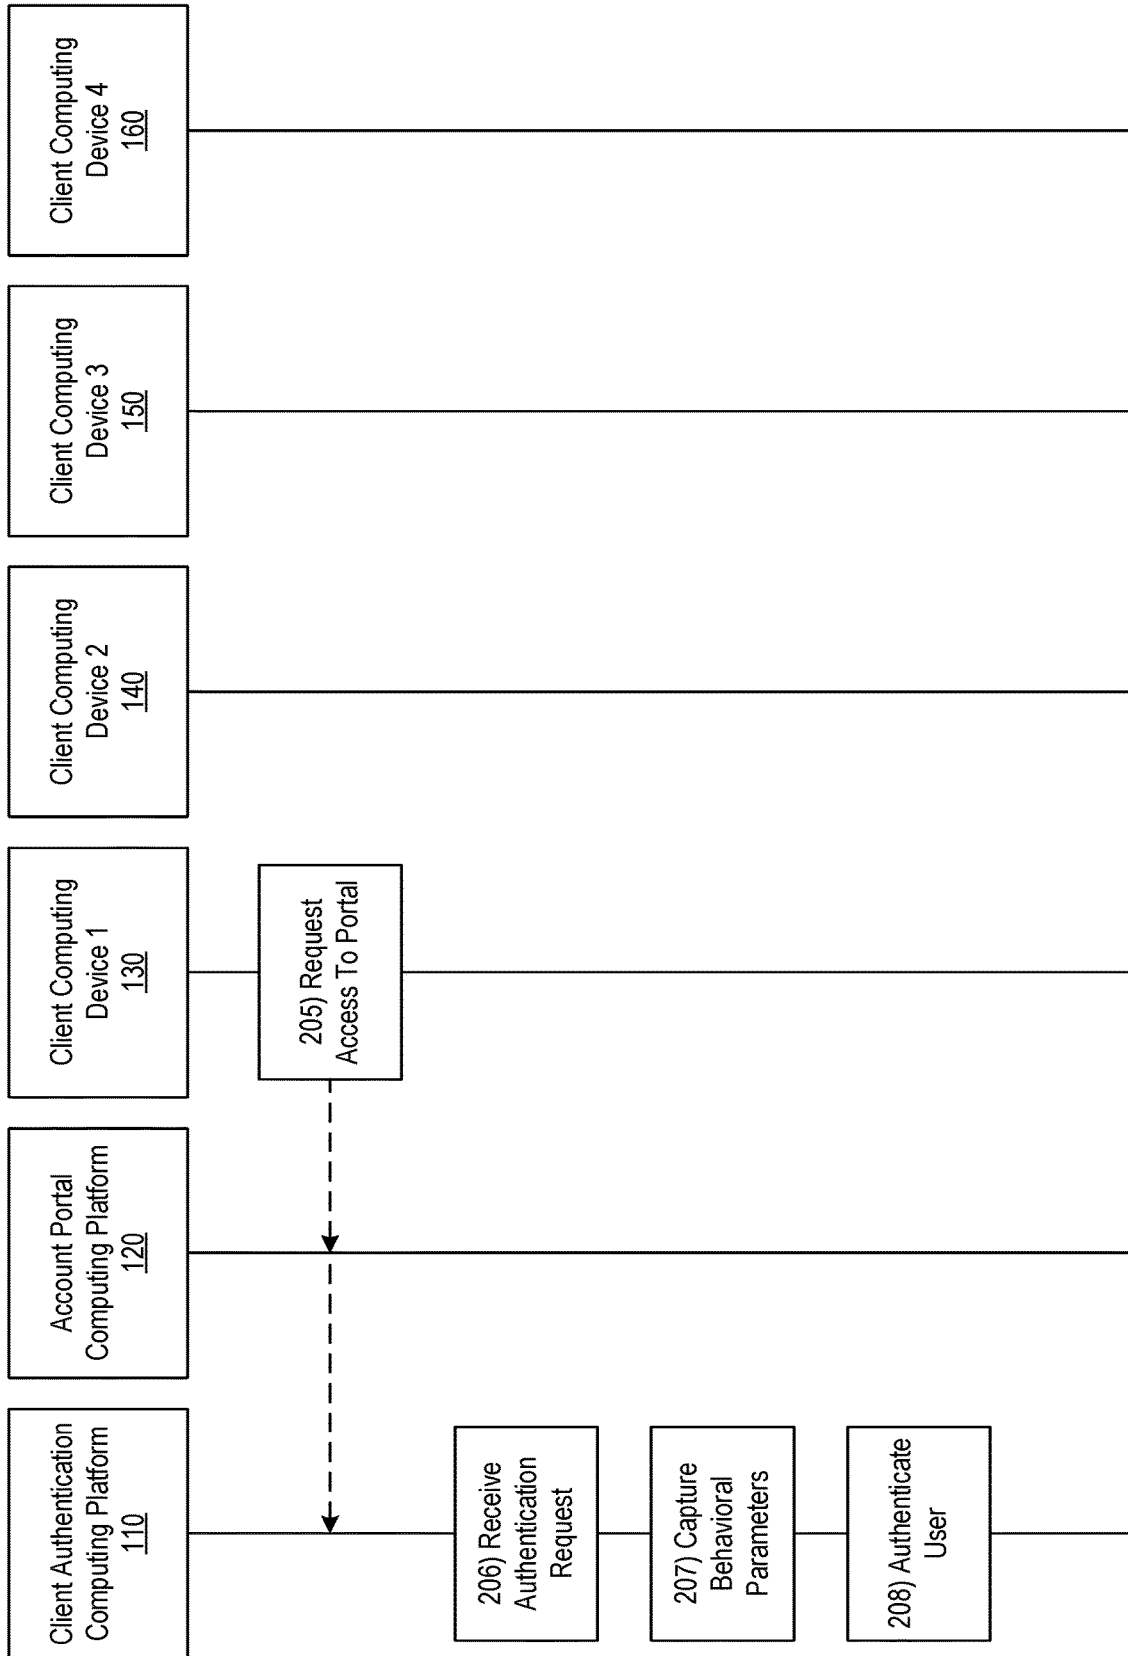 Client Authentication
Computing Platform
110
Account Portal
Computing Platform
120
Client Computing
Device 1
130
Client Computing
Device 2
140
Client Computing
Device 3
150
Client Computing
Device 4
160
205) Request
Access To Portal
206) Receive
Authentication
Request
207) Capture
Behavioral
Parameters
208) Authenticate
User